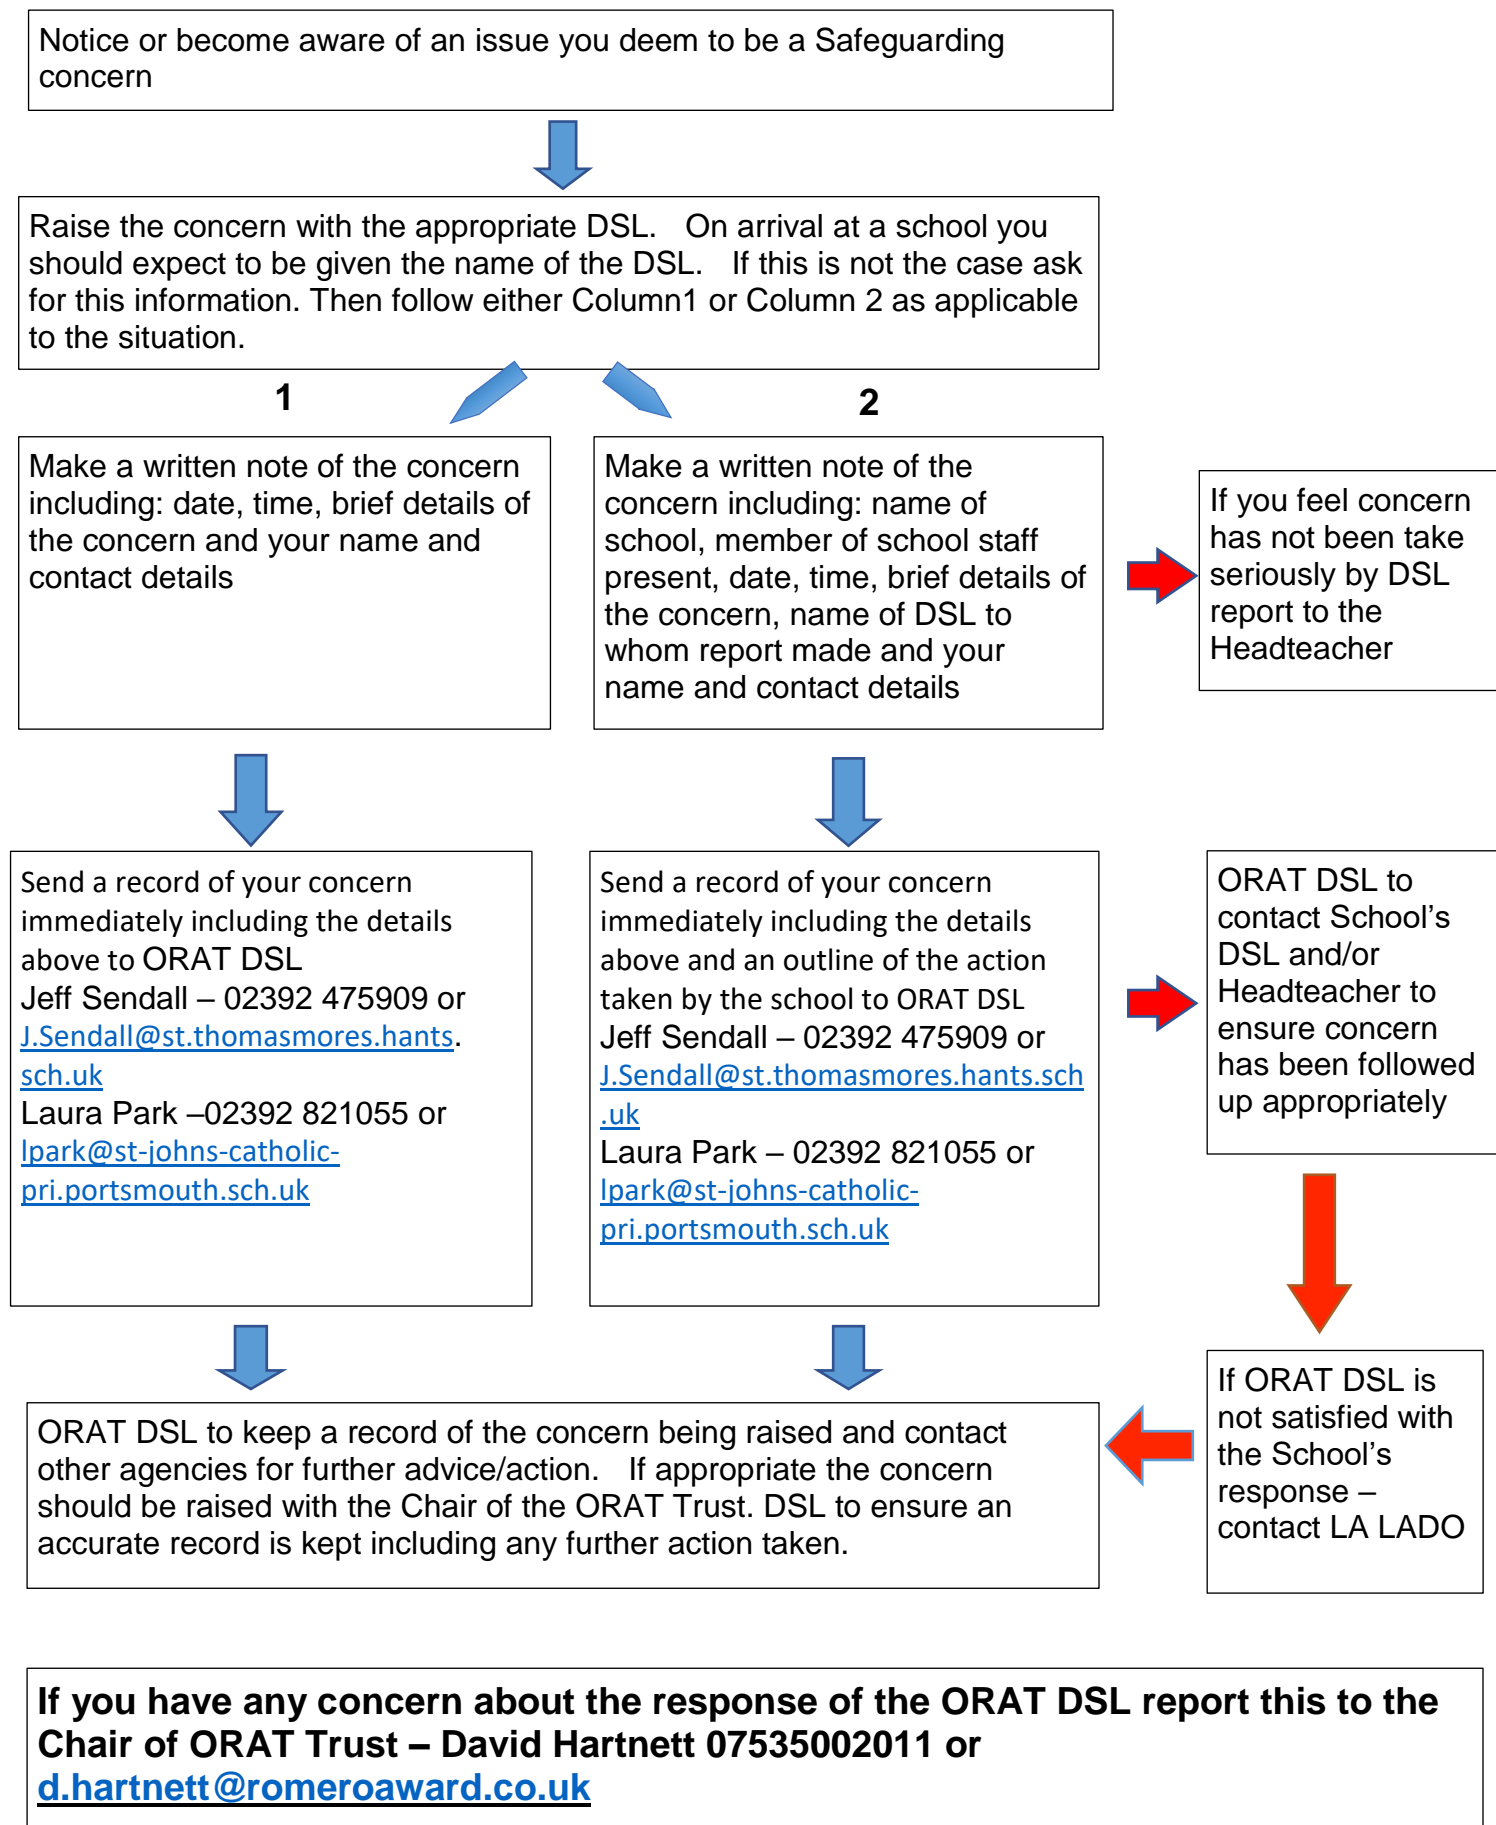 Notice or become aware of an issue you deem to be a Safeguarding
concern
Raise the concern with the appropriate DSL.   On arrival at a school you
should expect to be given the name of the DSL.   If this is not the case ask
for this information. Then follow either Column1 or Column 2 as applicable
to the situation.
1
Make a written note of the concern
including: date, time, brief details of
the concern and your name and
contact details
2
Make a written note of the
concern including: name of
school, member of school staff
present, date, time, brief details of
the concern, name of DSL to
whom report made and your
name and contact details
If you feel concern
has not been take
seriously by DSL
report to the
Headteacher
Send a record of your concern
immediately including the details
above to ORAT DSL
Jeff Sendall – 02392 475909 or
J.Sendall@st.thomasmores.hants.
sch.uk
Laura Park –02392 821055 or
lpark@st-johns-catholic-
pri.portsmouth.sch.uk
Send a record of your concern
immediately including the details
above and an outline of the action
taken by the school to ORAT DSL
Jeff Sendall – 02392 475909 or
J.Sendall@st.thomasmores.hants.sch
.uk
Laura Park – 02392 821055 or
lpark@st-johns-catholic-
pri.portsmouth.sch.uk
ORAT DSL to
contact School’s
DSL and/or
Headteacher to
ensure concern
has been followed
up appropriately
If ORAT DSL is
not satisfied with
the School’s
response –
contact LA LADO
ORAT DSL to keep a record of the concern being raised and contact
other agencies for further advice/action.   If appropriate the concern
should be raised with the Chair of the ORAT Trust. DSL to ensure an
accurate record is kept including any further action taken.
If you have any concern about the response of the ORAT DSL report this to the
Chair of ORAT Trust – David Hartnett 07535002011 or
d.hartnett@romeroaward.co.uk